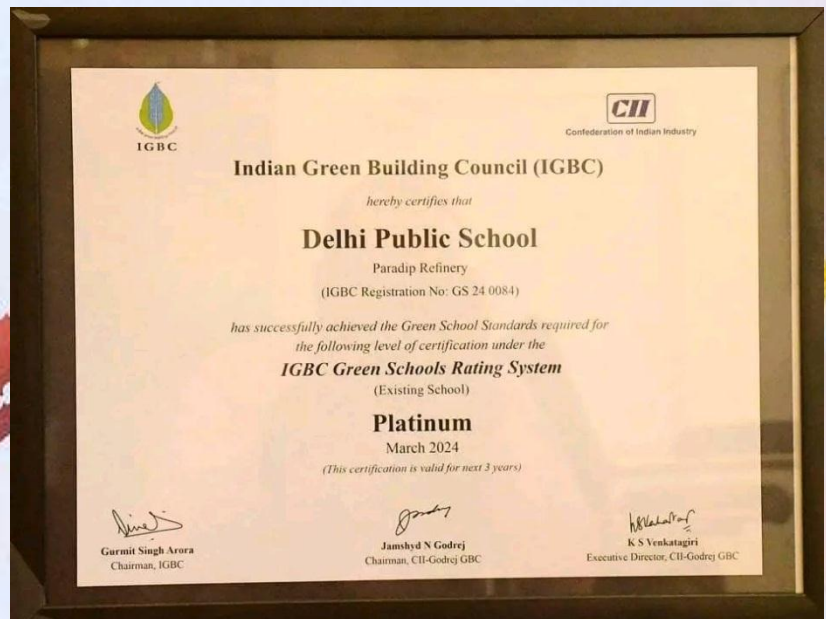 IGBC
CII
Confederation of Indian Industry
Indian Green Building Council (IGBC)
hereby certifies that
Delhi Public School
Paradip Refinery
(IGBC Registration No: GS 24 0084)
has successfully achieved the Green School Standards required for
the following level of certification under the
IGBC Green Schools Rating System
(Existing School)
Platinum
March 2024
(This certification is valid for next 3 years)
Gurmit Singh Arora
Chairman, IGBC
Jamshyd N Godrej
Chairman, CII-Godrej GBC
K S Venkatagiri
Executive Director, CII-Godrej GBC